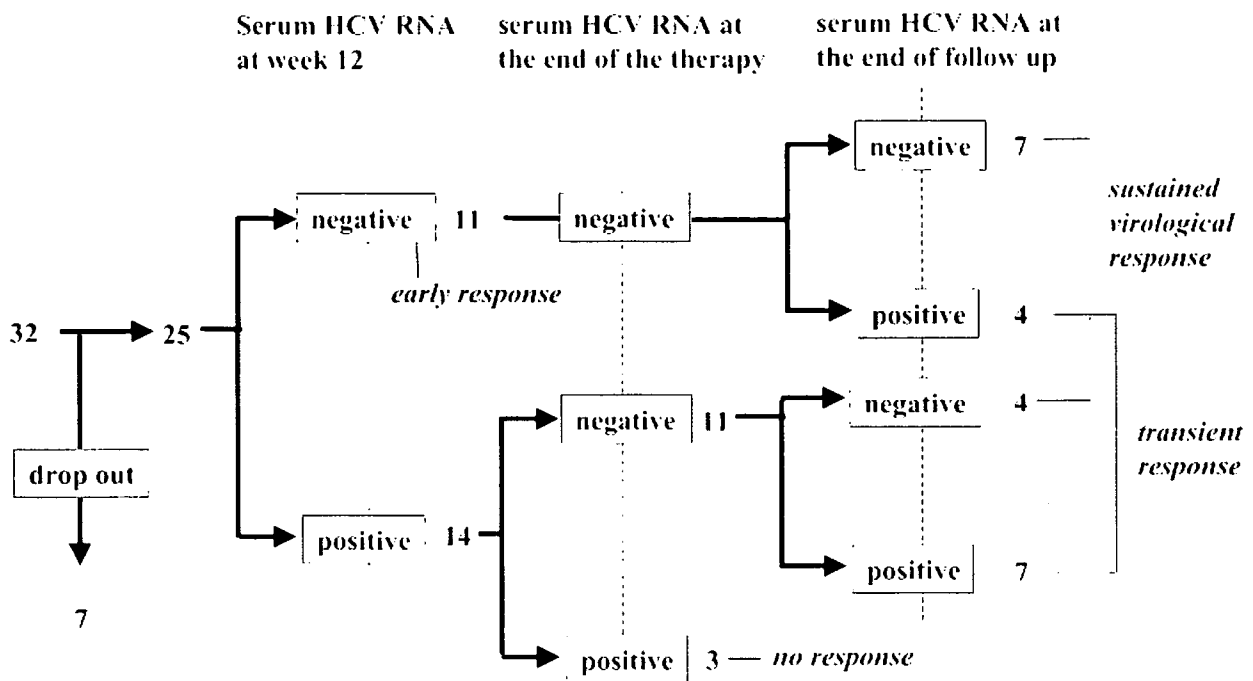 Serum HCV RNA
at week 12
serum HCV RNA at
the end of the therapy
serum HCV RNA at
the end of follow up
negative 7
sustained
virological
response
negative 11
negative
early response
positive 4
32
25
negative 11
negative 4
transient
response
drop out
positive 14
positive 7
7
positive 3
no response